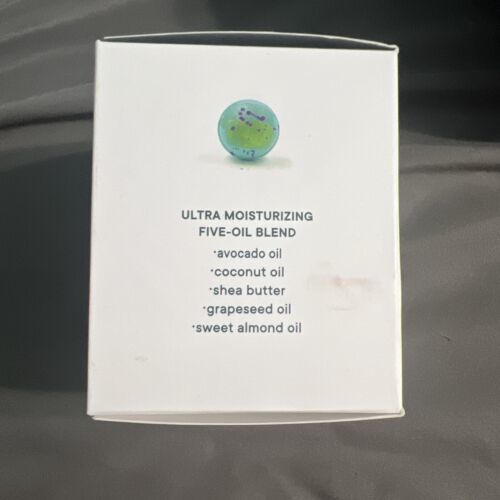 ULTRA MOISTURIZING
FIVE-OIL BLEND
·avocado oil
·coconut oil
·shea butter
·grapeseed oil
·sweet almond oil